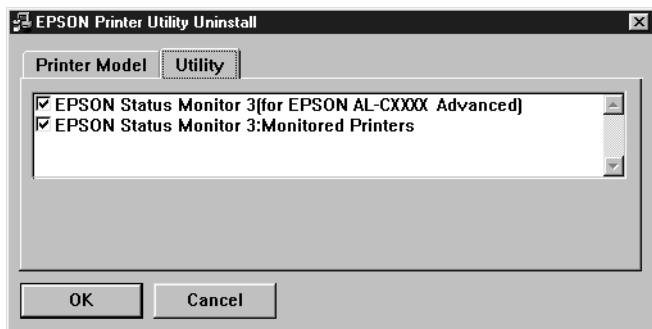 EPSON Printer Utility Uninstall
Printer Model
Utility
EPSON Status Monitor 3(for EPSON AL-CXXXX Advanced)
EPSON Status Monitor 3:Monitored Printers
OK
Cancel